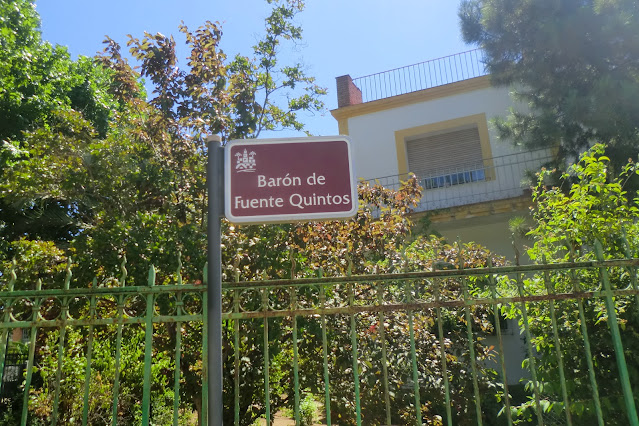 Barón de
Fuente Quintos